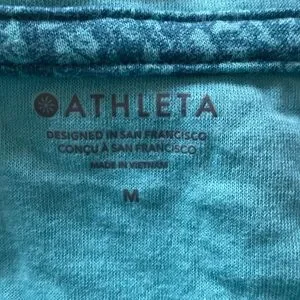 ATHLETA
DESIGNED IN SAN FRANCISCO
CONÇU À SAN FRANCISCO
MADE IN VIETNAM
M